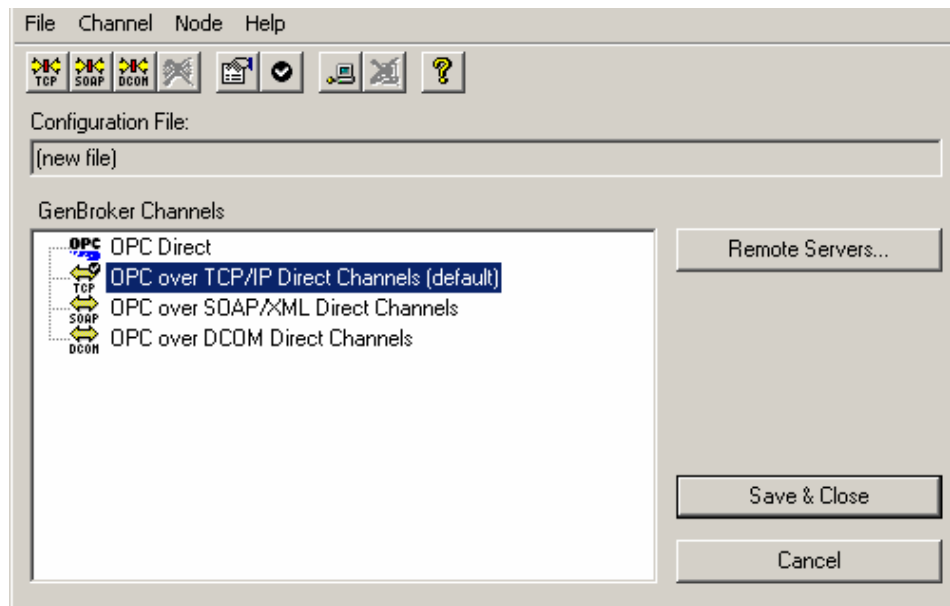 File Channel Node Help
TCP SOAP DCOM
Configuration File:
(new file)
GenBroker Channels
OPC OPC Direct
TCP OPC over TCP/IP Direct Channels (default)
SOAP OPC over SOAP/XML Direct Channels
DCOM OPC over DCOM Direct Channels
Remote Servers...
Save & Close
Cancel